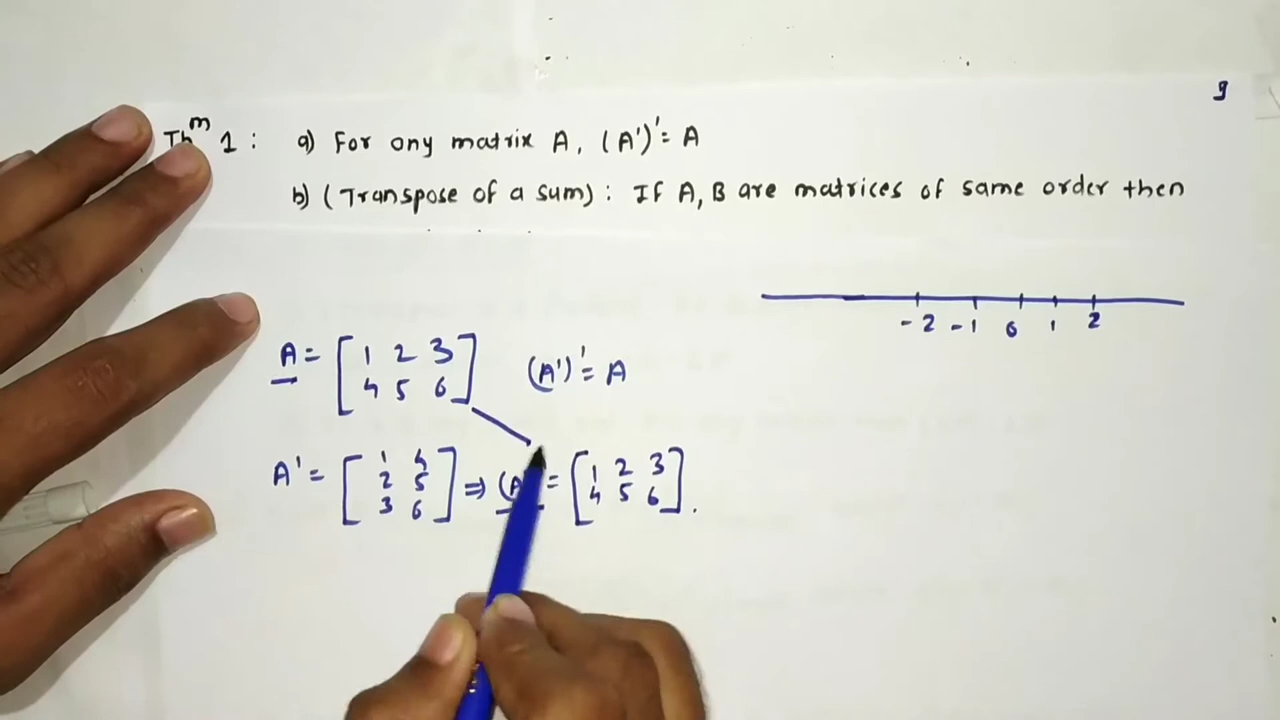 9
Thm 1 : a) For any matrix A, (A')' = A
b) (Transpose of a sum) : If A, B are matrices of same order then
-2 -1 0 1 2
A = [ 1 2 3
4 5 6 ] (A')' = A
A' = [ 1 4
2 5
3 6 ] ⇒ (A = [ 1 2 3
4 5 6 ] .